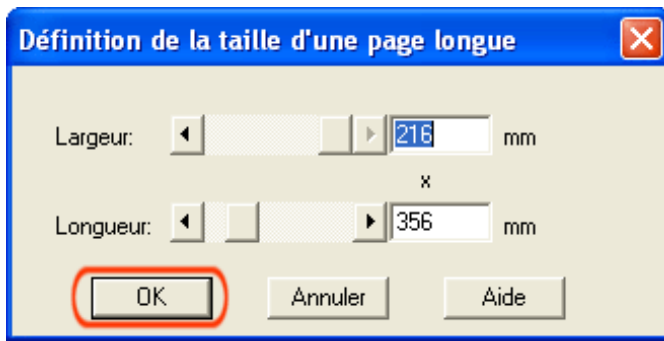 Définition de la taille d'une page longue
Largeur: 216 mm
x
Longueur: 356 mm
OK Annuler Aide